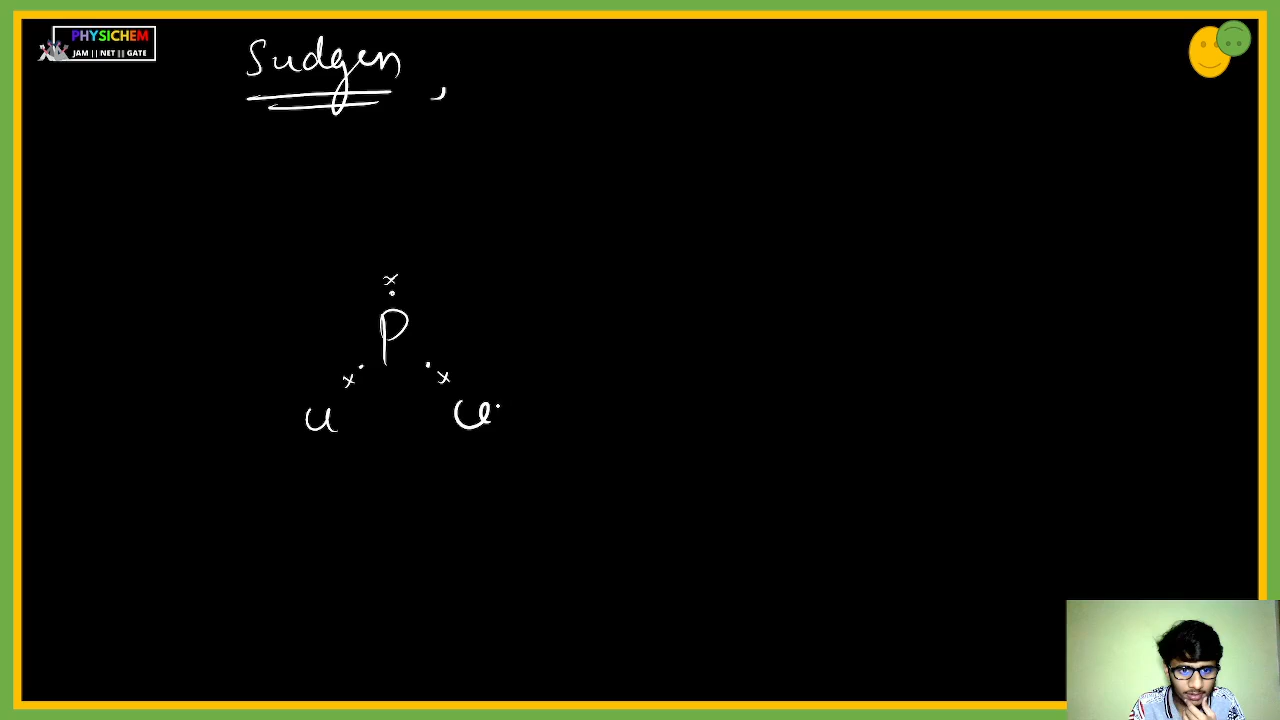 PHYSICHEM
JAM || NET || GATE
Sudgen,
x
P
x x
Cl Cl